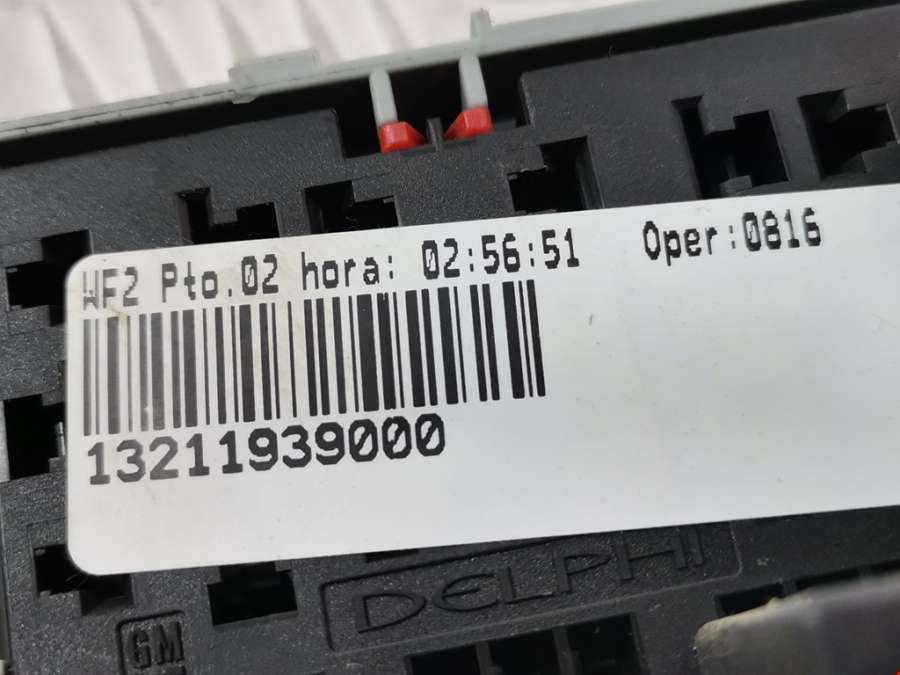 WF2 Pto.02 hora: 02:56:51 Oper:0816
13211939000
DELPHI
GM